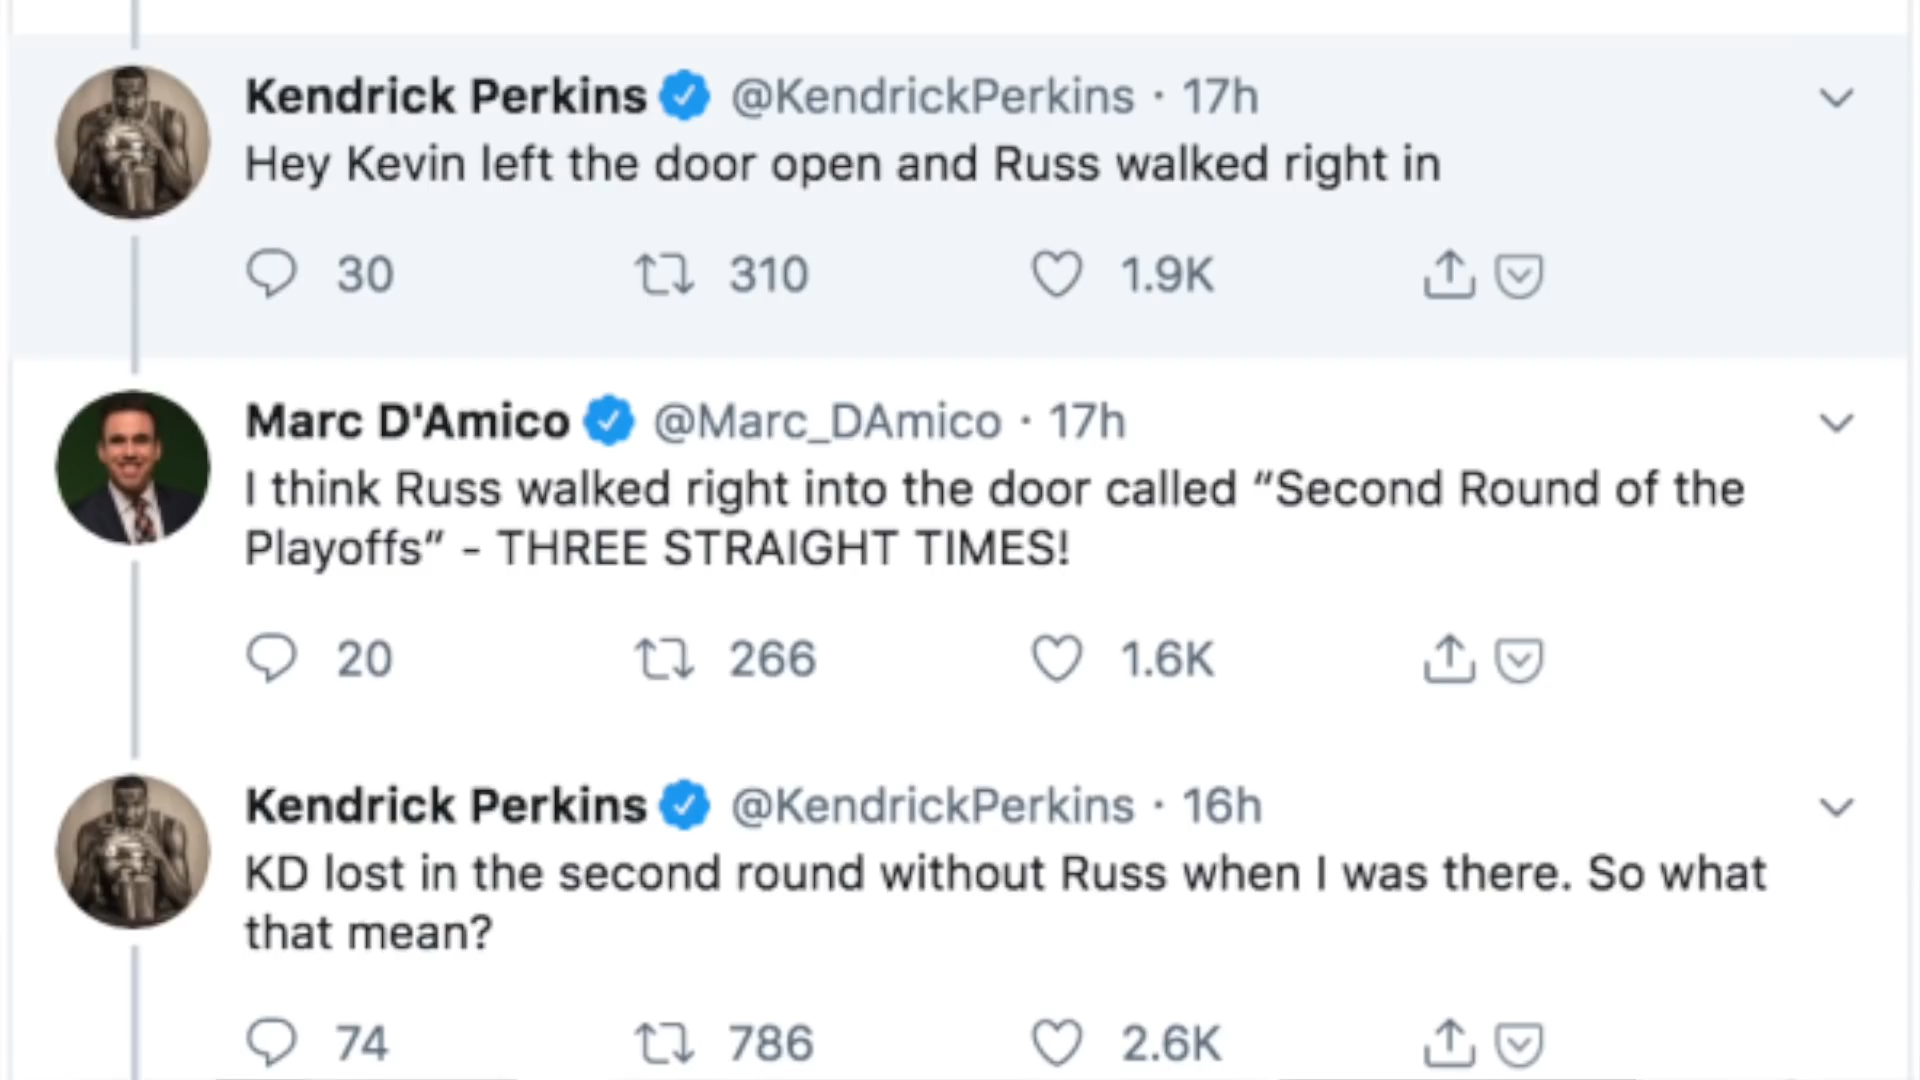 Kendrick Perkins @KendrickPerkins · 17h
Hey Kevin left the door open and Russ walked right in
30 310 1.9K
Marc D'Amico @Marc_DAmico · 17h
I think Russ walked right into the door called “Second Round of the
Playoffs” - THREE STRAIGHT TIMES!
20 266 1.6K
Kendrick Perkins @KendrickPerkins · 16h
KD lost in the second round without Russ when I was there. So what
that mean?
74 786 2.6K